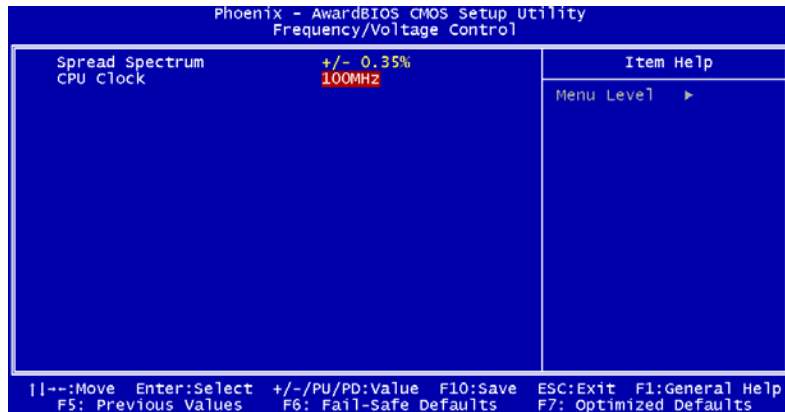 Phoenix - AwardBIOS CMOS Setup Utility
Frequency/Voltage Control
Spread Spectrum +/- 0.35%
CPU Clock 100MHz
Item Help
Menu Level ►
↑↓→←:Move Enter:Select +/-/PU/PD:Value F10:Save ESC:Exit F1:General Help
F5: Previous Values F6: Fail-Safe Defaults F7: Optimized Defaults